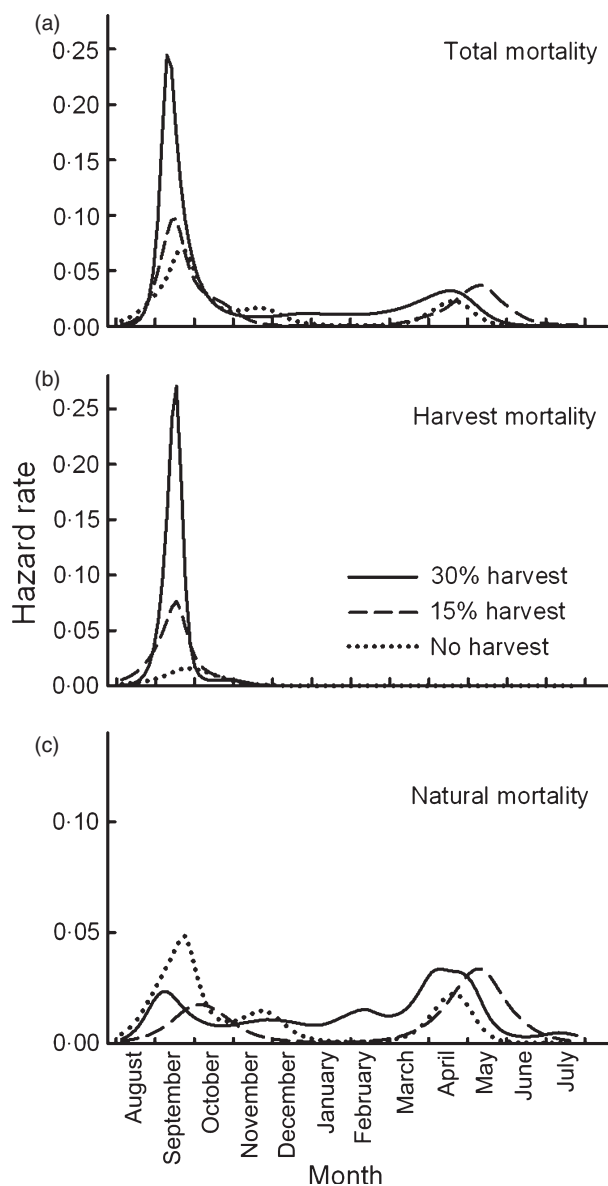 (a)
Total mortality
0·25
0·20
0·15
0·10
0·05
0·00
(b)
Harvest mortality
0·25
0·20
0·15
0·10
0·05
0·00
30% harvest
15% harvest
No harvest
Hazard rate
(c)
Natural mortality
0·10
0·05
0·00
August
September
October
November
December
January
February
March
April
May
June
July
Month